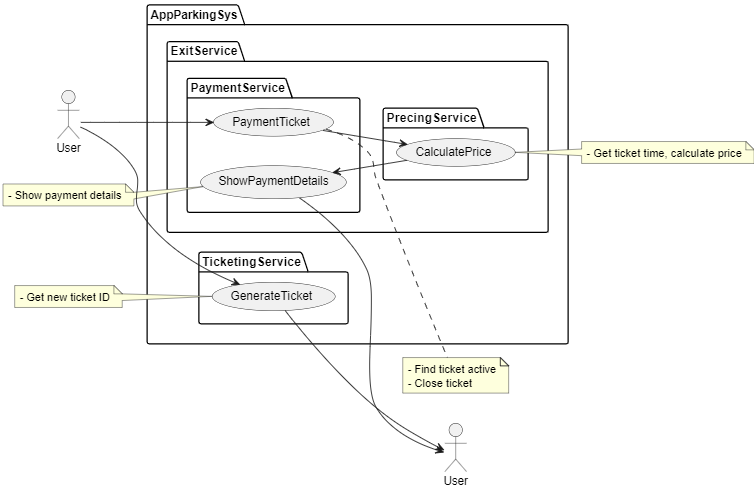 AppParkingSys
ExitService
PaymentService
PaymentTicket
PrecingService
User
CalculatePrice
- Get ticket time, calculate price
ShowPaymentDetails
- Show payment details
TicketingService
- Get new ticket ID
GenerateTicket
- Find ticket active
- Close ticket
User